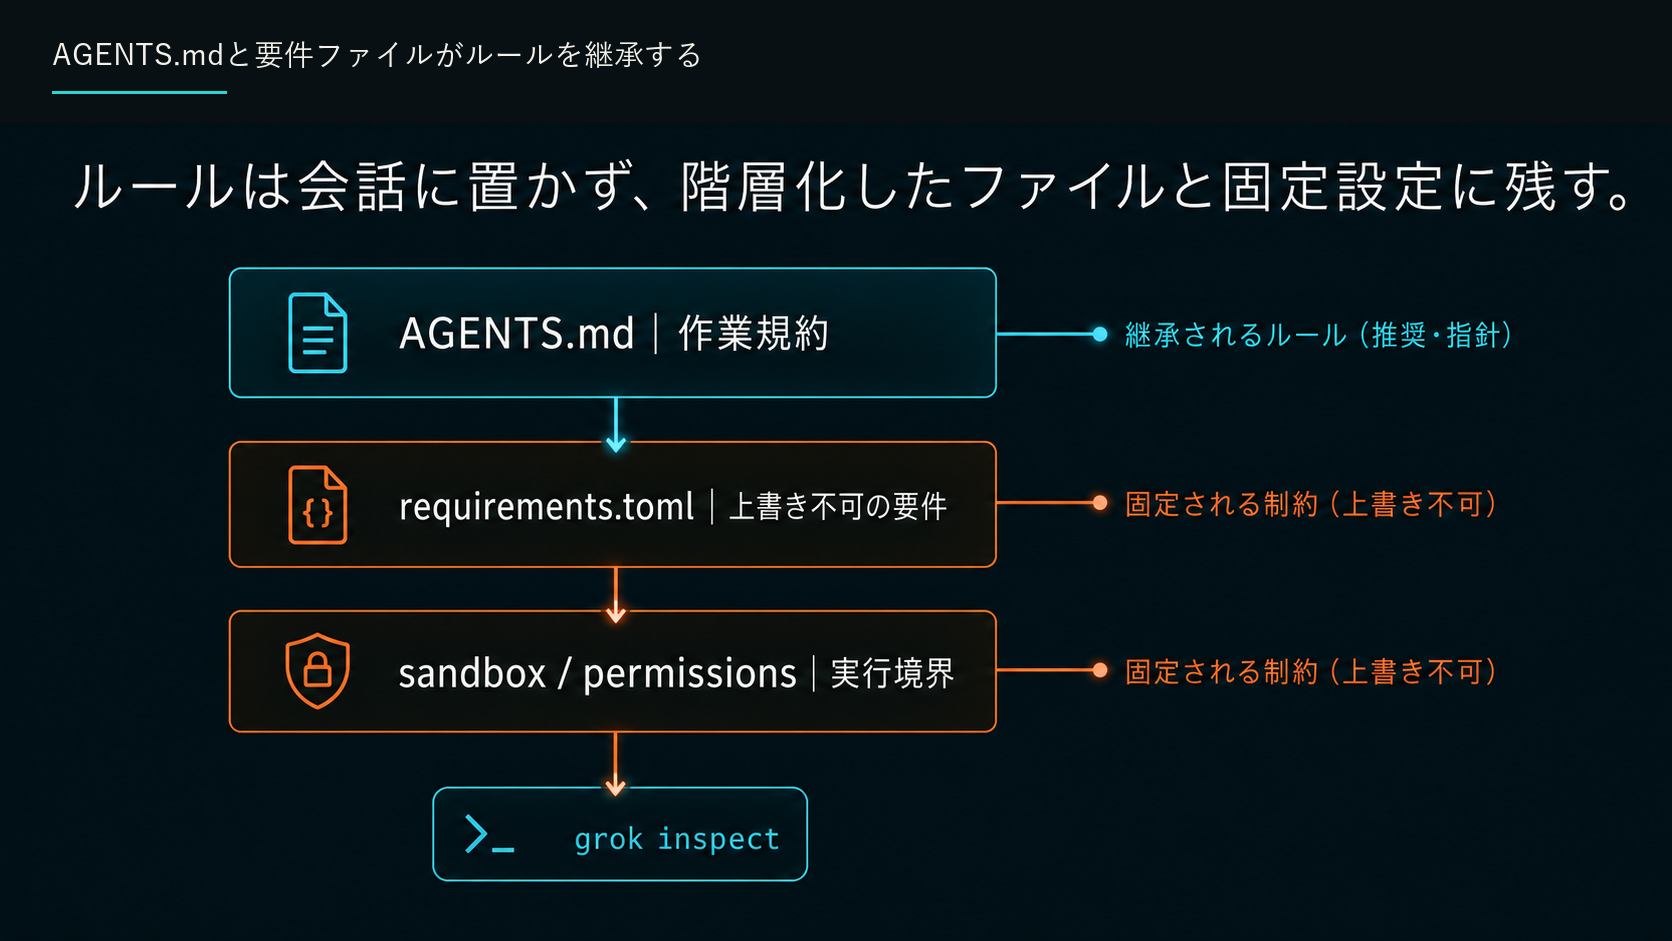 AGENTS.mdと要件ファイルがルールを継承する
ルールは会話に置かず、階層化したファイルと固定設定に残す。
AGENTS.md｜作業規約
継承されるルール（推奨・指針）
requirements.toml｜上書き不可の要件
固定される制約（上書き不可）
sandbox / permissions｜実行境界
固定される制約（上書き不可）
>_ grok inspect